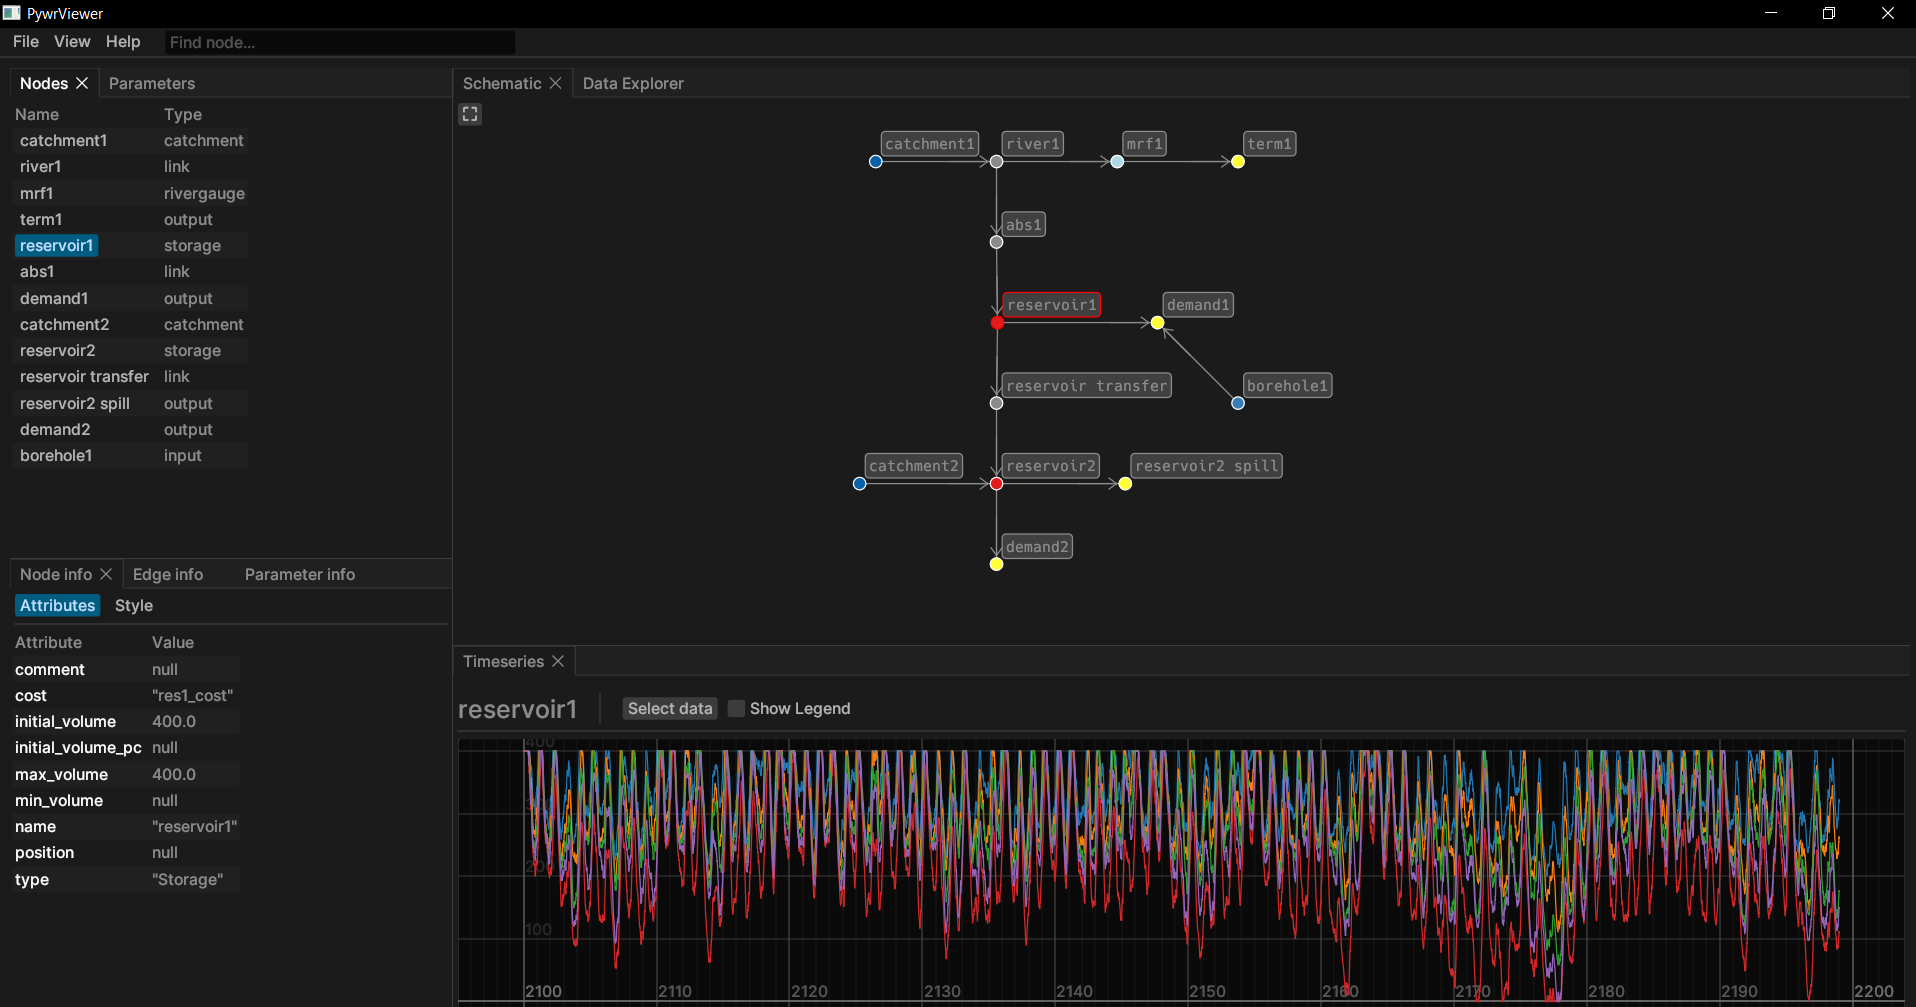 PywrViewer
File View Help Find node...
Nodes Parameters
Name Type
catchment1 catchment
river1 link
mrf1 rivergauge
term1 output
reservoir1 storage
abs1 link
demand1 output
catchment2 catchment
reservoir2 storage
reservoir transfer link
reservoir2 spill output
demand2 output
borehole1 input
Node info Edge info Parameter info
Attributes Style
Attribute Value
comment null
cost "res1_cost"
initial_volume 400.0
initial_volume_pc null
max_volume 400.0
min_volume null
name "reservoir1"
position null
type "Storage"
Schematic Data Explorer
catchment1 river1 mrf1 term1
abs1
reservoir1 demand1
reservoir transfer borehole1
catchment2 reservoir2 reservoir2 spill
demand2
Timeseries
reservoir1 Select data Show Legend
400
100
2100 2110 2120 2130 2140 2150 2160 2170 2180 2190 2200